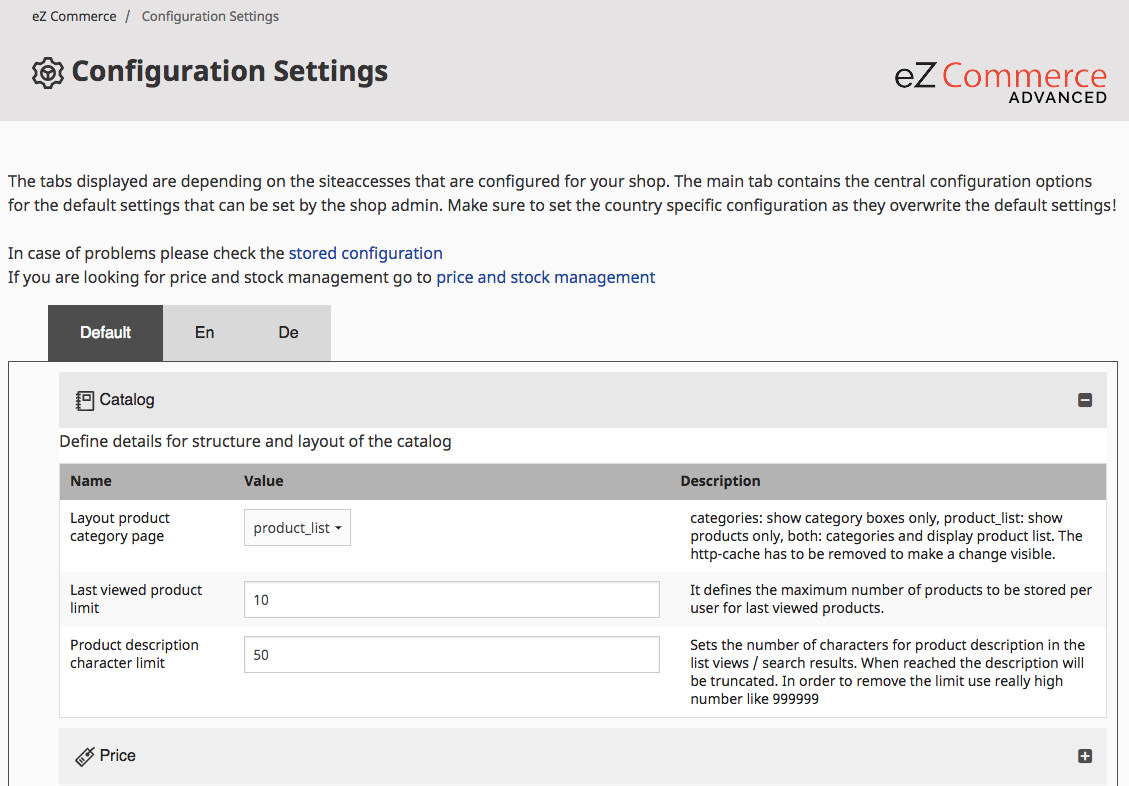 eZ Commerce / Configuration Settings
Configuration Settings
eZ Commerce
ADVANCED
The tabs displayed are depending on the siteaccesses that are configured for your shop. The main tab contains the central configuration options
for the default settings that can be set by the shop admin. Make sure to set the country specific configuration as they overwrite the default settings!
In case of problems please check the stored configuration
If you are looking for price and stock management go to price and stock management
Default En De
Catalog
Define details for structure and layout of the catalog
Name Value Description
Layout product
category page
product_list
categories: show category boxes only, product_list: show
products only, both: categories and display product list. The
http-cache has to be removed to make a change visible.
Last viewed product
limit
10
It defines the maximum number of products to be stored per
user for last viewed products.
Product description
character limit
50
Sets the number of characters for product description in the
list views / search results. When reached the description will
be truncated. In order to remove the limit use really high
number like 999999
Price